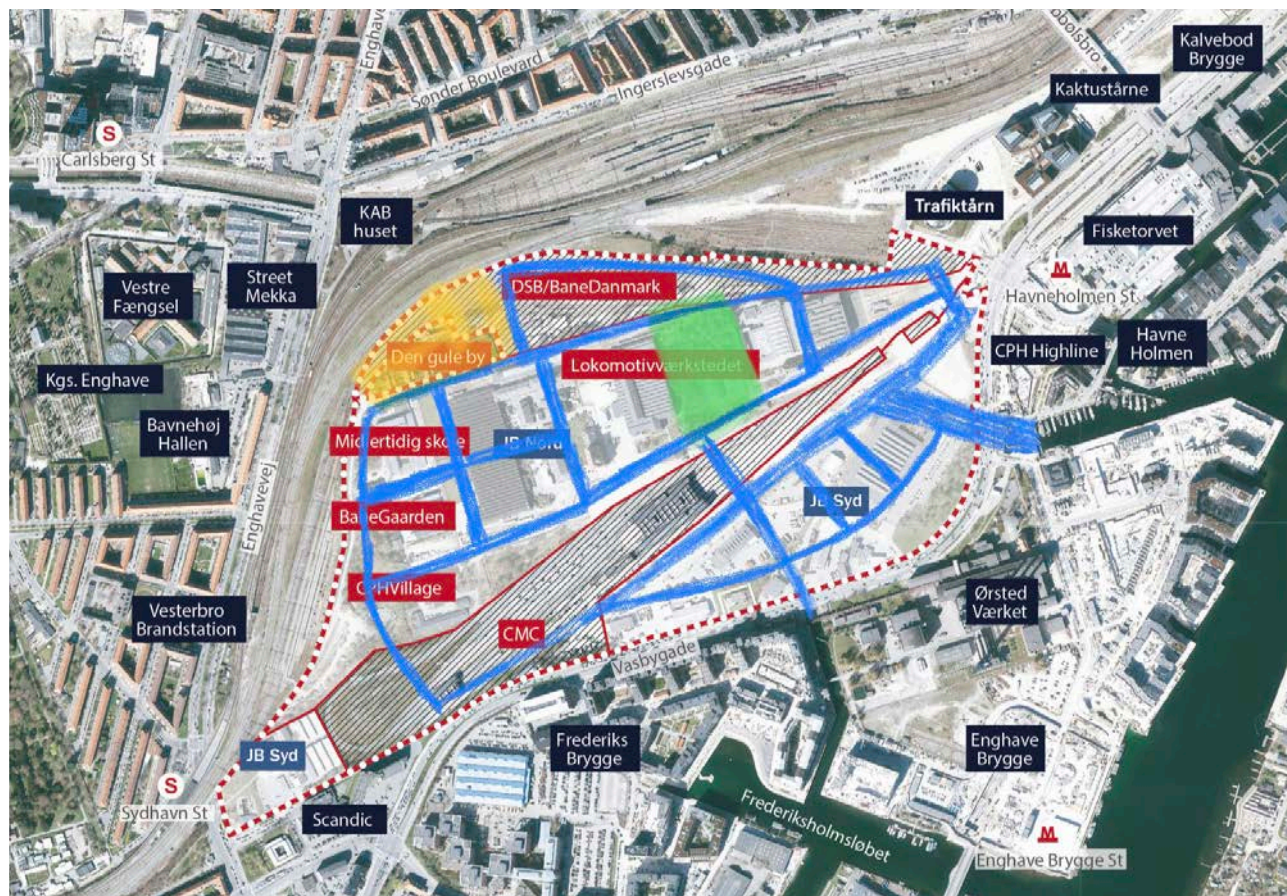 Enghave
Sønder Boulevard
Ingerslevsgade
Kalvebod
Brygge
Kaktustårne
S
Carlsberg St
KAB
huset
Trafiktårn
Fisketorvet
Vestre
Fængsel
Street
Mekka
DSB/BaneDanmark
M
Havneholmen St.
Den gule by
Lokomotivværkstedet
CPH Highline
Havne
Holmen
Kgs. Enghave
Bavnehøj
Hallen
Midlertidig skole
JB Nord
Enghavevej
BaneGaarden
JB Syd
CPHVillage
Vesterbro
Brandstation
CMC
Ørsted
Værket
Vasbygade
JB Syd
Frederiks
Brygge
Enghave
Brygge
S
Sydhavn St
Scandic
Frederiksholmsløbet
M
Enghave Brygge St